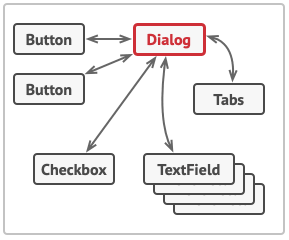 Button
Dialog
Button
Tabs
Checkbox
TextField